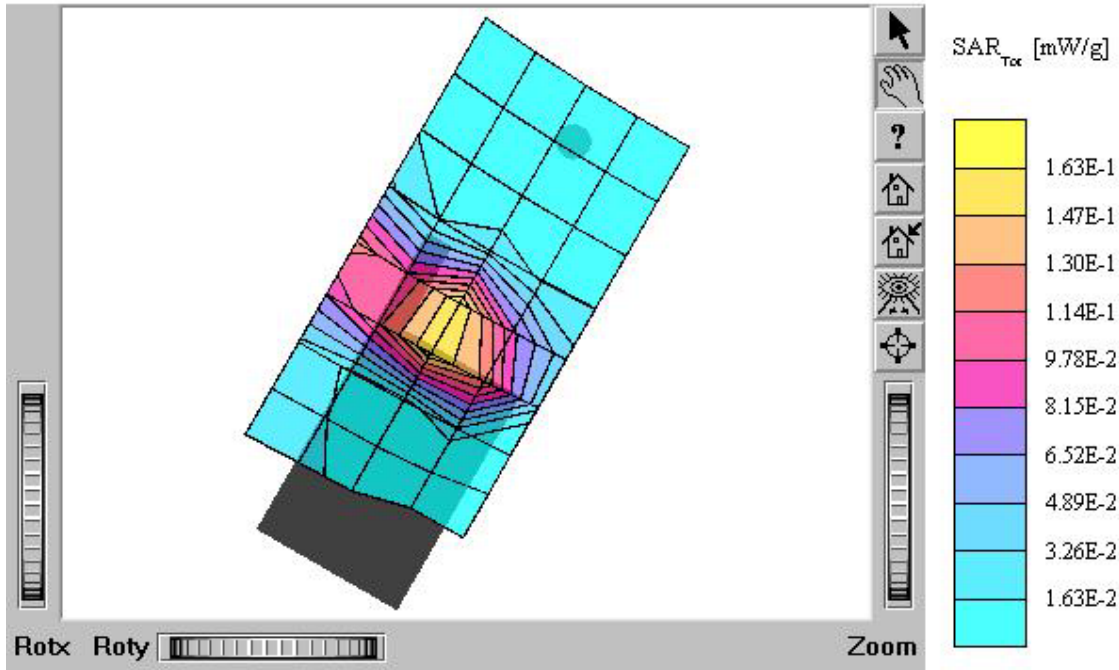 SARTot [mW/g]
?
1.63E-1
1.47E-1
1.30E-1
1.14E-1
9.78E-2
8.15E-2
6.52E-2
4.89E-2
3.26E-2
1.63E-2
Rotx Roty Zoom